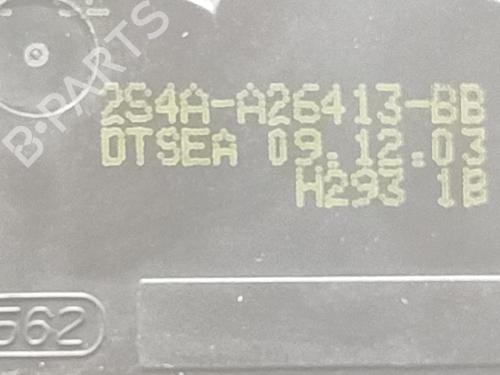 2S4A-A26413-BB
DTSEA 09.12.03
H293 1B
562
B-PARTS